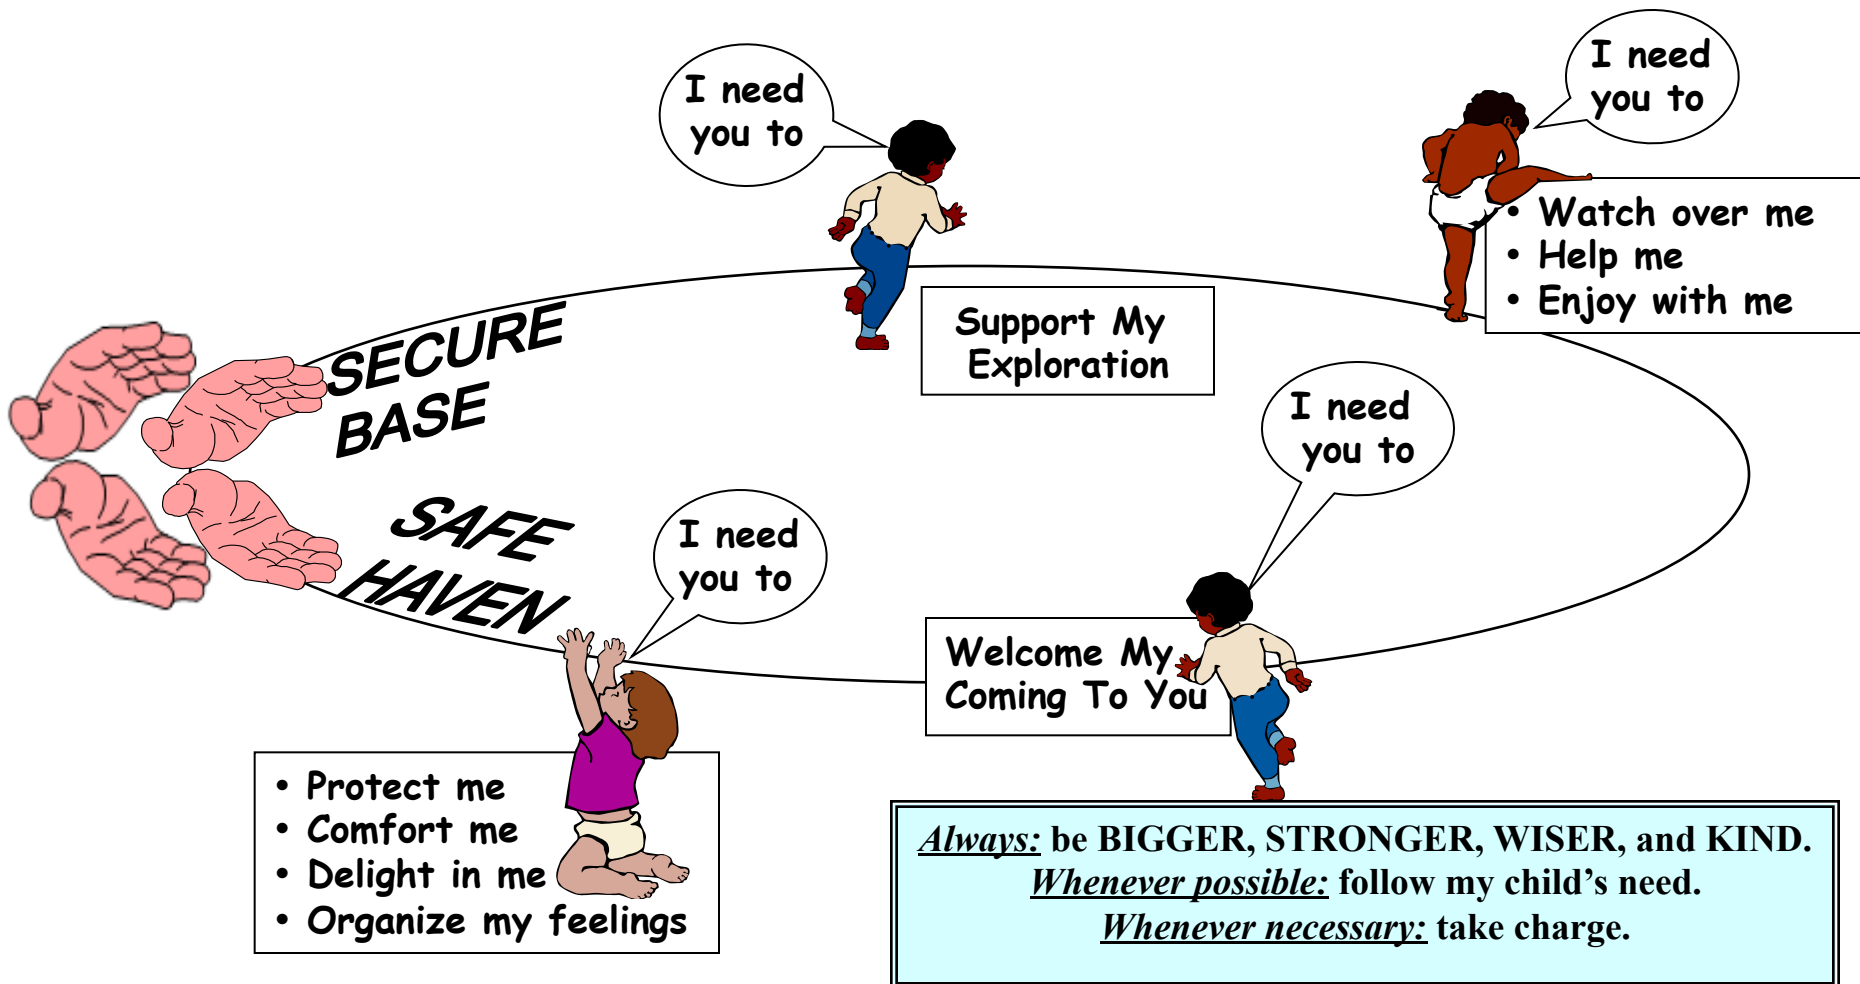 I need
you to
I need
you to
• Watch over me
• Help me
• Enjoy with me
SECURE
BASE
Support My
Exploration
I need
you to
SAFE
HAVEN
I need
you to
Welcome My
Coming To You
• Protect me
• Comfort me
• Delight in me
• Organize my feelings
Always: be BIGGER, STRONGER, WISER, and KIND.
Whenever possible: follow my child’s need.
Whenever necessary: take charge.